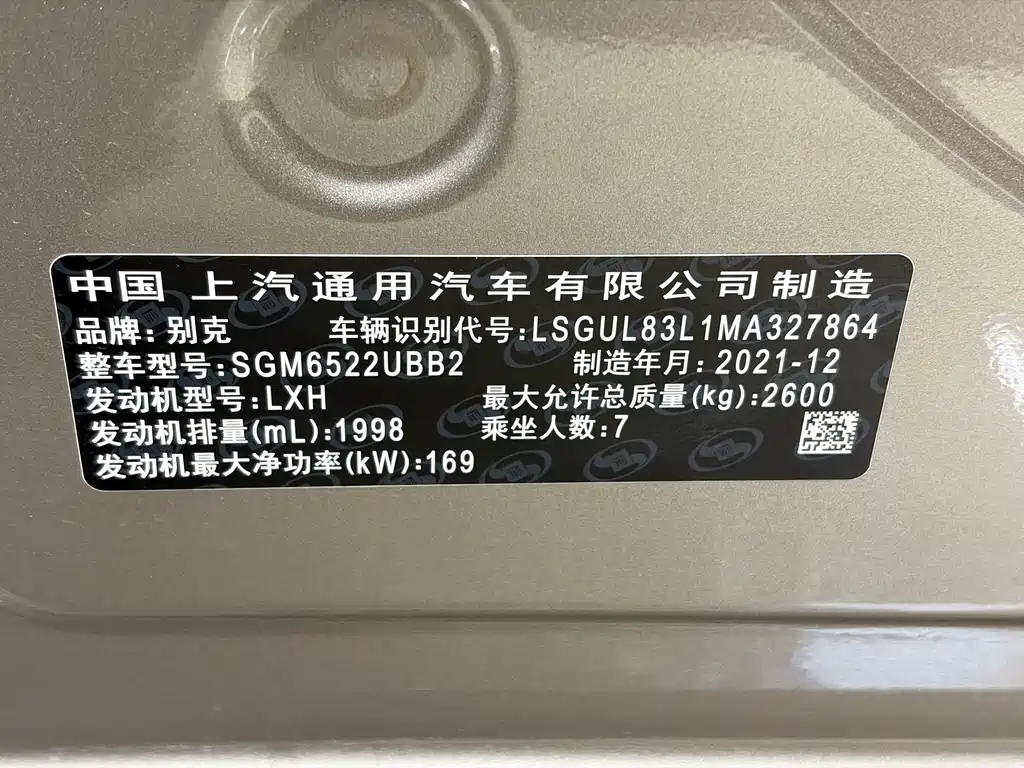 中国 上汽通用汽车有限公司制造
品牌: 别克 车辆识别代号:LSGUL83L1MA327864
整车型号:SGM6522UBB2 制造年月: 2021-12
发动机型号:LXH 最大允许总质量(kg):2600
发动机排量(mL):1998 乘坐人数:7
发动机最大净功率(kW):169